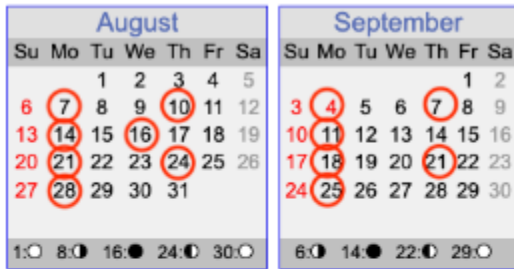 August
Su Mo Tu We Th Fr Sa
1 2 3 4 5
6 7 8 9 10 11 12
13 14 15 16 17 18 19
20 21 22 23 24 25 26
27 28 29 30 31
1: 8: 16: 24: 30:
September
Su Mo Tu We Th Fr Sa
1 2
3 4 5 6 7 8 9
10 11 12 13 14 15 16
17 18 19 20 21 22 23
24 25 26 27 28 29 30
6: 14: 22: 29: